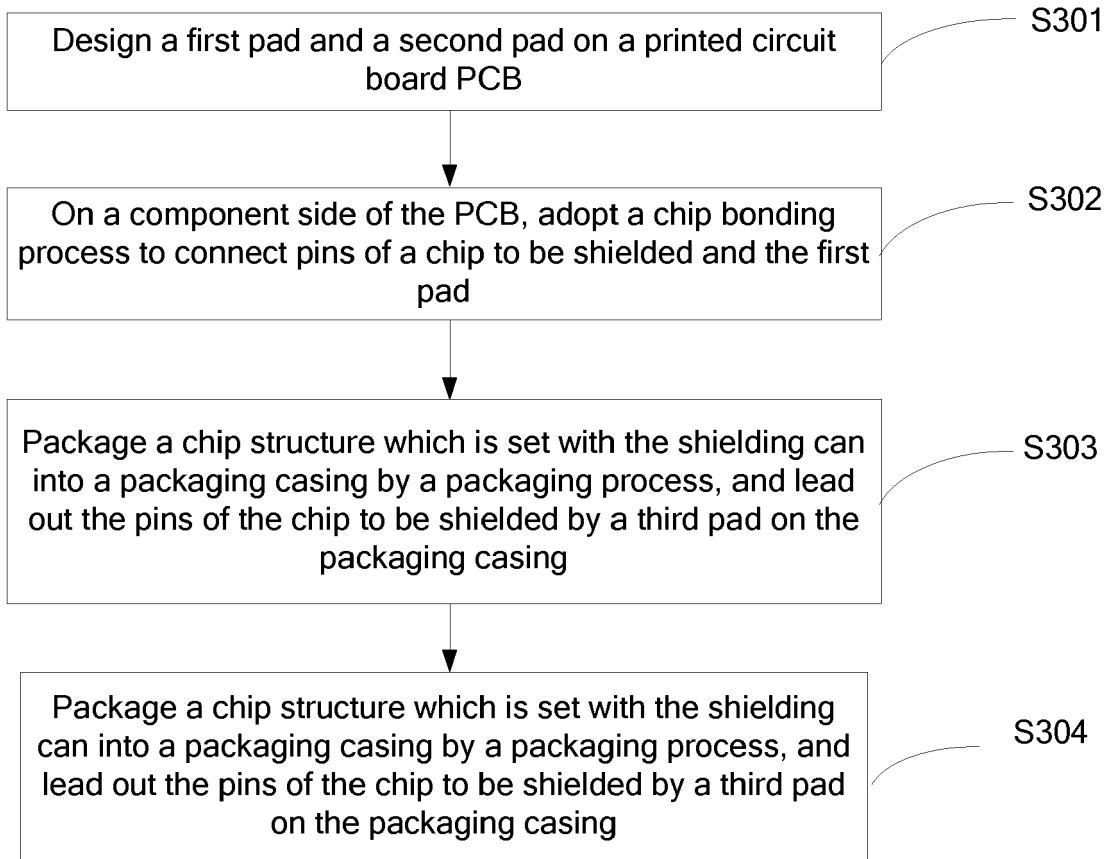 Design a first pad and a second pad on a printed circuit
board PCB
S301
On a component side of the PCB, adopt a chip bonding
process to connect pins of a chip to be shielded and the first
pad
S302
Package a chip structure which is set with the shielding can
into a packaging casing by a packaging process, and lead
out the pins of the chip to be shielded by a third pad on the
packaging casing
S303
Package a chip structure which is set with the shielding
can into a packaging casing by a packaging process, and
lead out the pins of the chip to be shielded by a third pad
on the packaging casing
S304